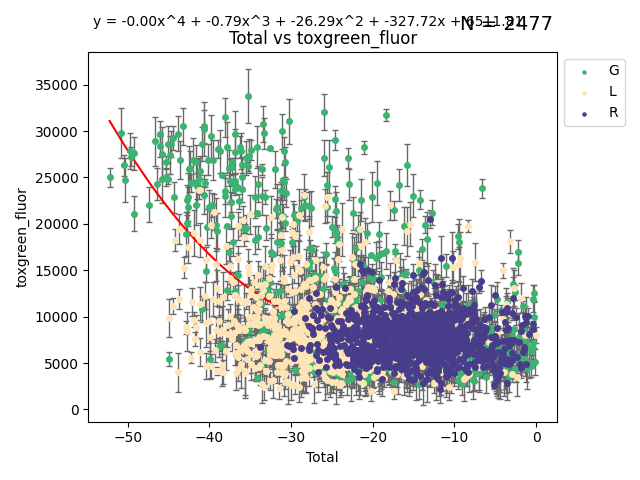 y = -0.00x^4 + -0.79x^3 + -26.29x^2 + -327.72x +
N = 2477
Total vs toxgreen_fluor
G
L
R
35000
30000
25000
20000
15000
10000
5000
0
toxgreen_fluor
−50
−40
−30
−20
−10
0
Total